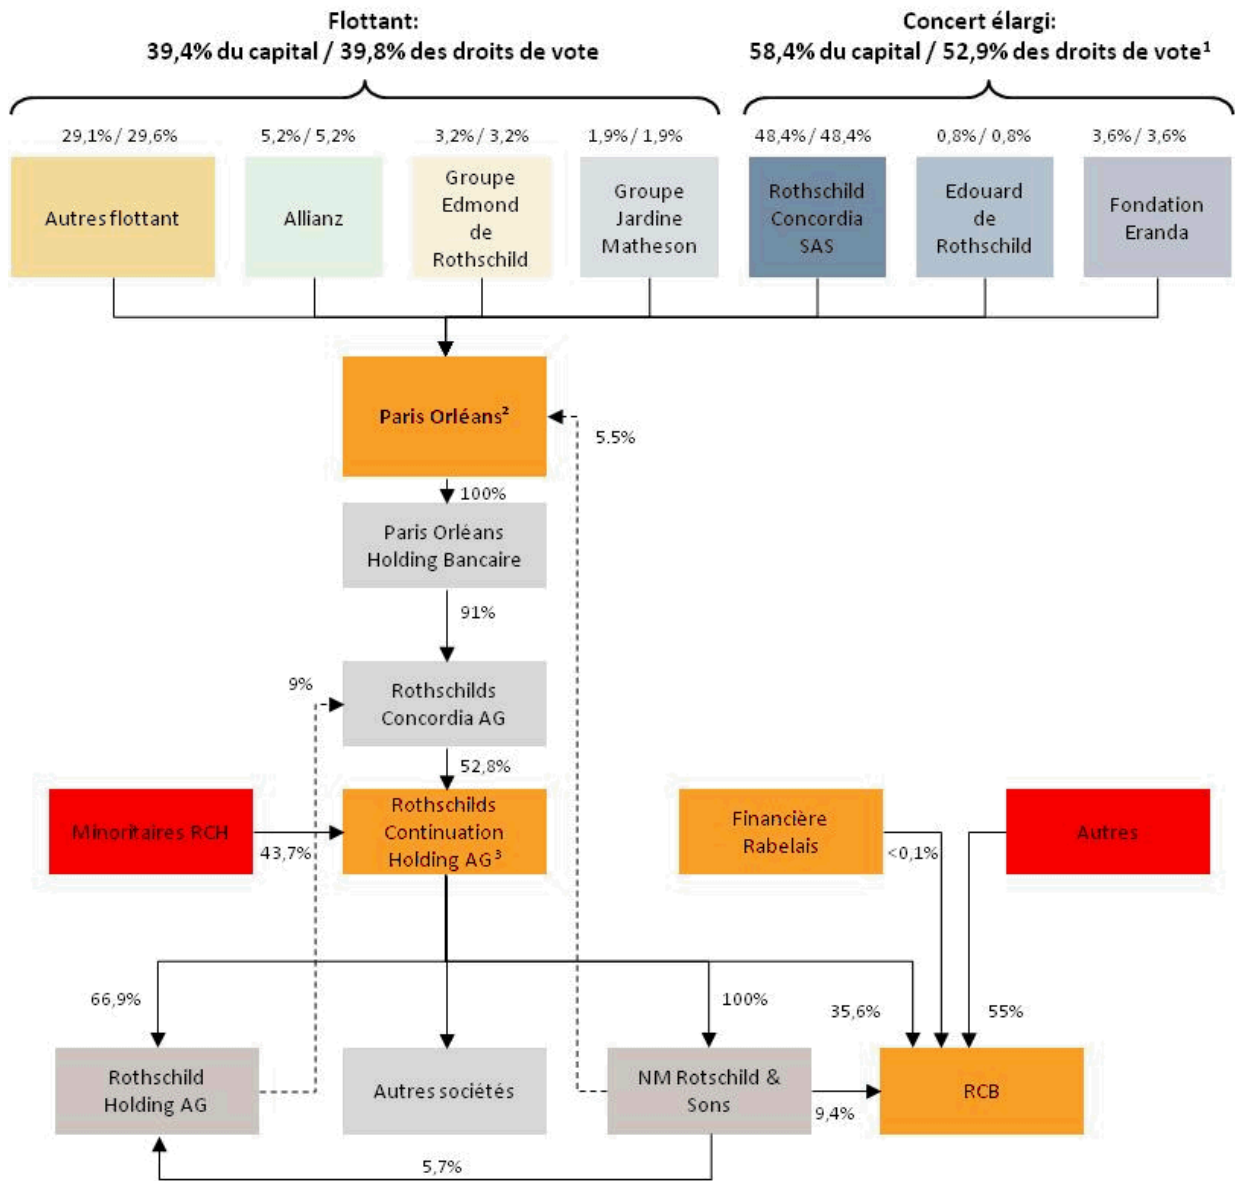 Flottant:
39,4% du capital / 39,8% des droits de vote
Concert élargi:
58,4% du capital / 52,9% des droits de vote¹
29,1% / 29,6%
5,2% / 5,2%
3,2% / 3,2%
1,9% / 1,9%
48,4% / 48,4%
0,8% / 0,8%
3,6% / 3,6%
Autres flottant
Allianz
Groupe
Edmond
de
Rothschild
Groupe
Jardine
Matheson
Rothschild
Concordia
SAS
Edouard
de
Rothschild
Fondation
Eranda
Paris Orléans²
5.5%
100%
Paris Orléans
Holding Bancaire
91%
9%
Rothschilds
Concordia AG
52,8%
Minoritaires RCH
43,7%
Rothschilds
Continuation
Holding AG³
Financière
Rabelais
<0,1%
Autres
66,9%
100%
35,6%
55%
Rothschild
Holding AG
Autres sociétés
NM Rotschild &
Sons
9,4%
RCB
5,7%